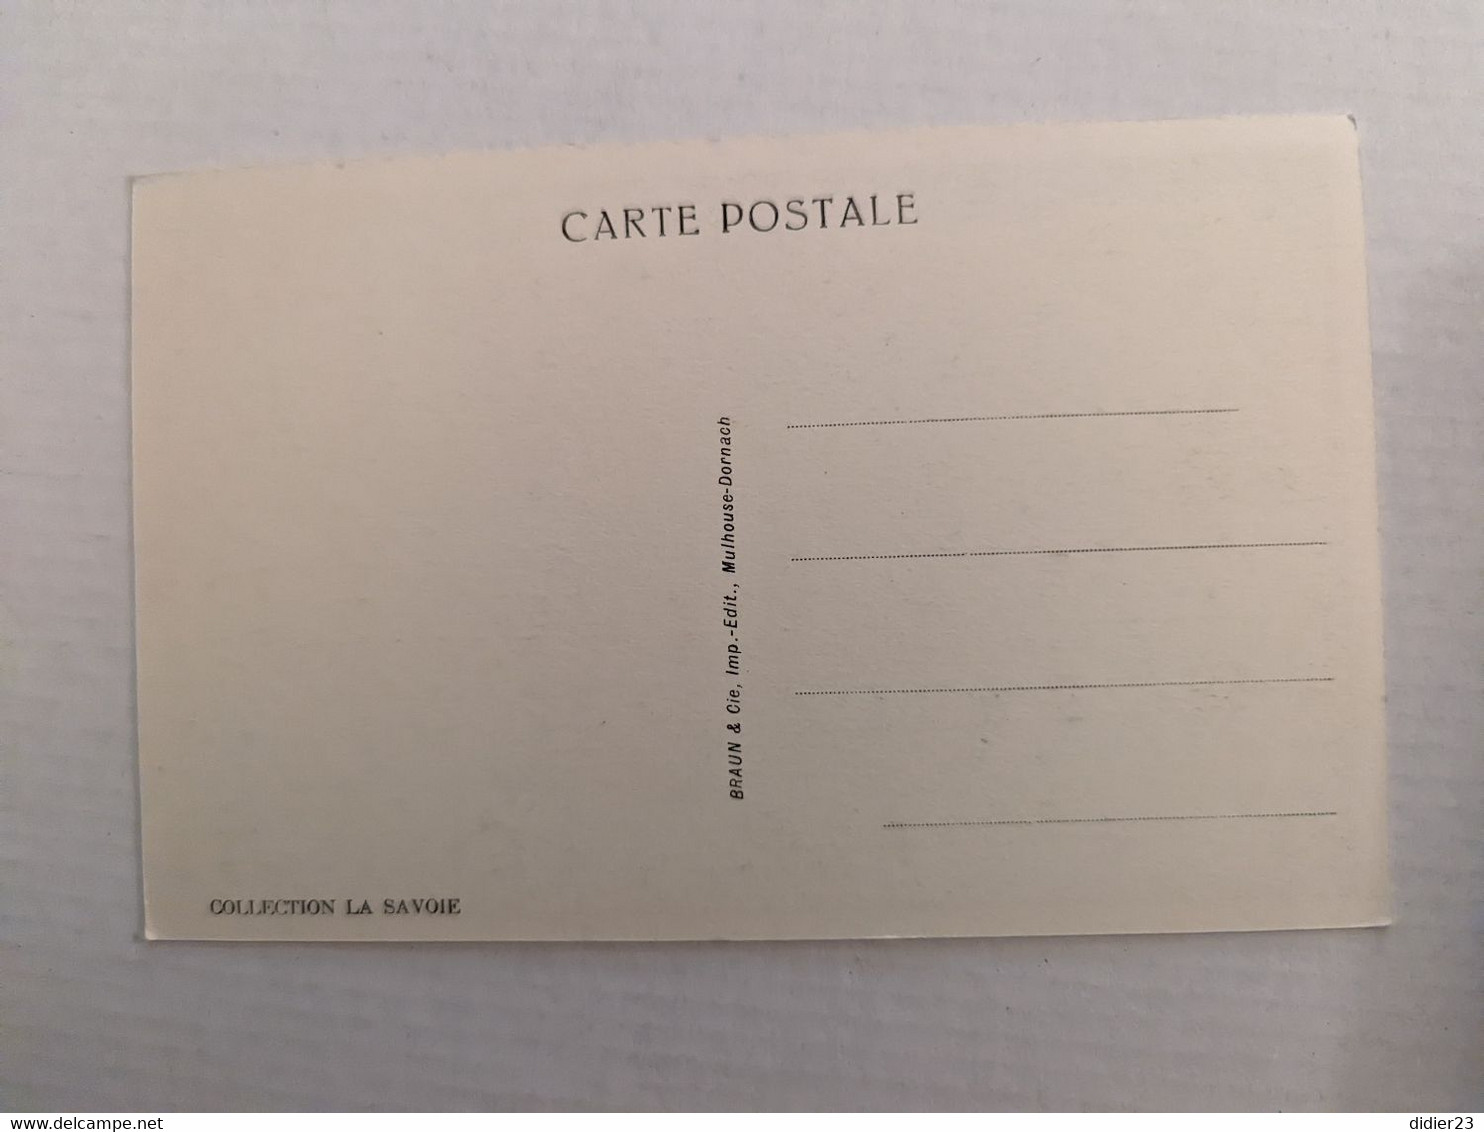 CARTE POSTALE
BRAUN & Cie, Imp.-Edit., Mulhouse-Dornach
COLLECTION LA SAVOIE
www.delcampe.net
didier23